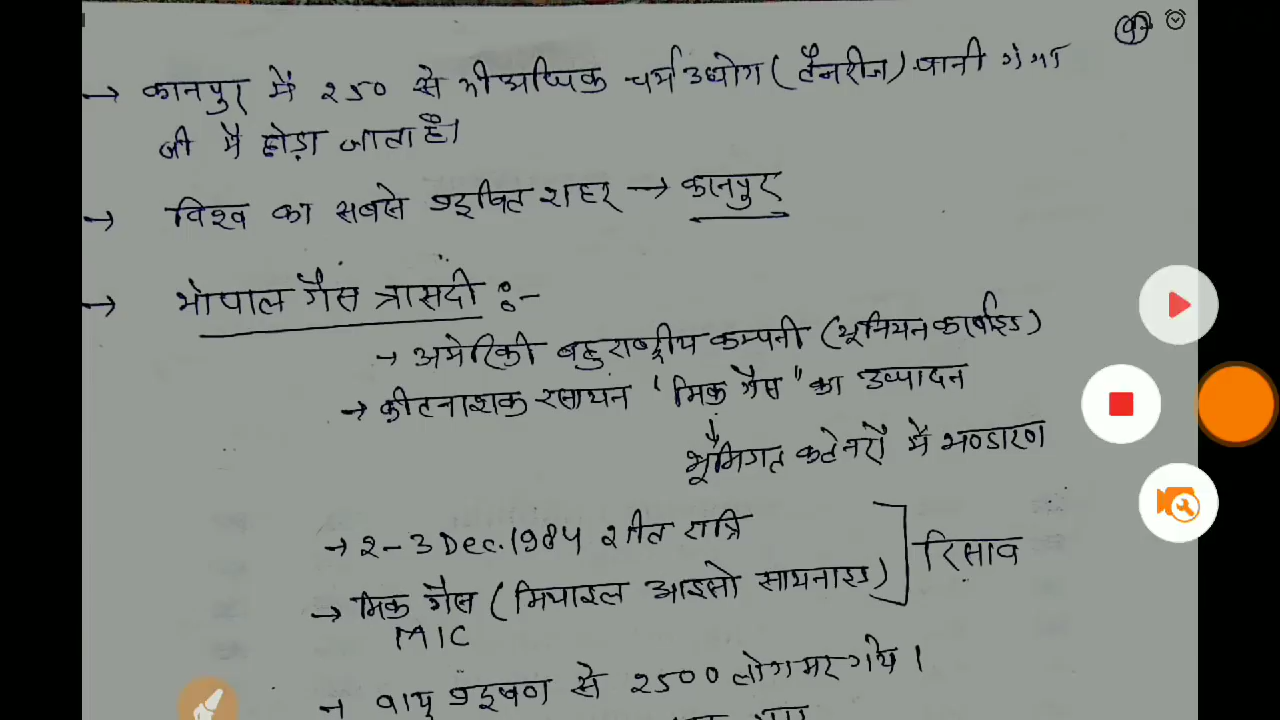 97
→ कानपुर में 250 से भी अधिक चर्म उद्योग (टैनरीज) पानी गंगा
जी में छोड़ा जाता है।
→ विश्व का सबसे प्रदूषित शहर → कानपुर
→ भोपाल गैस त्रासदी :-
→ अमेरिकी बहुराष्ट्रीय कम्पनी (यूनियन कार्बाइड)
→ कीटनाशक रसायन "मिक गैस" का उत्पादन
↓
भूमिगत कंटेनरों में भण्डारण
→ 2-3 Dec. 1984 शीत रात्रि
→ मिक गैस (मिथाइल आइसो सायनाइड) ] रिसाव
MIC
→ वायु प्रदूषण से 2500 लोग मर गये।